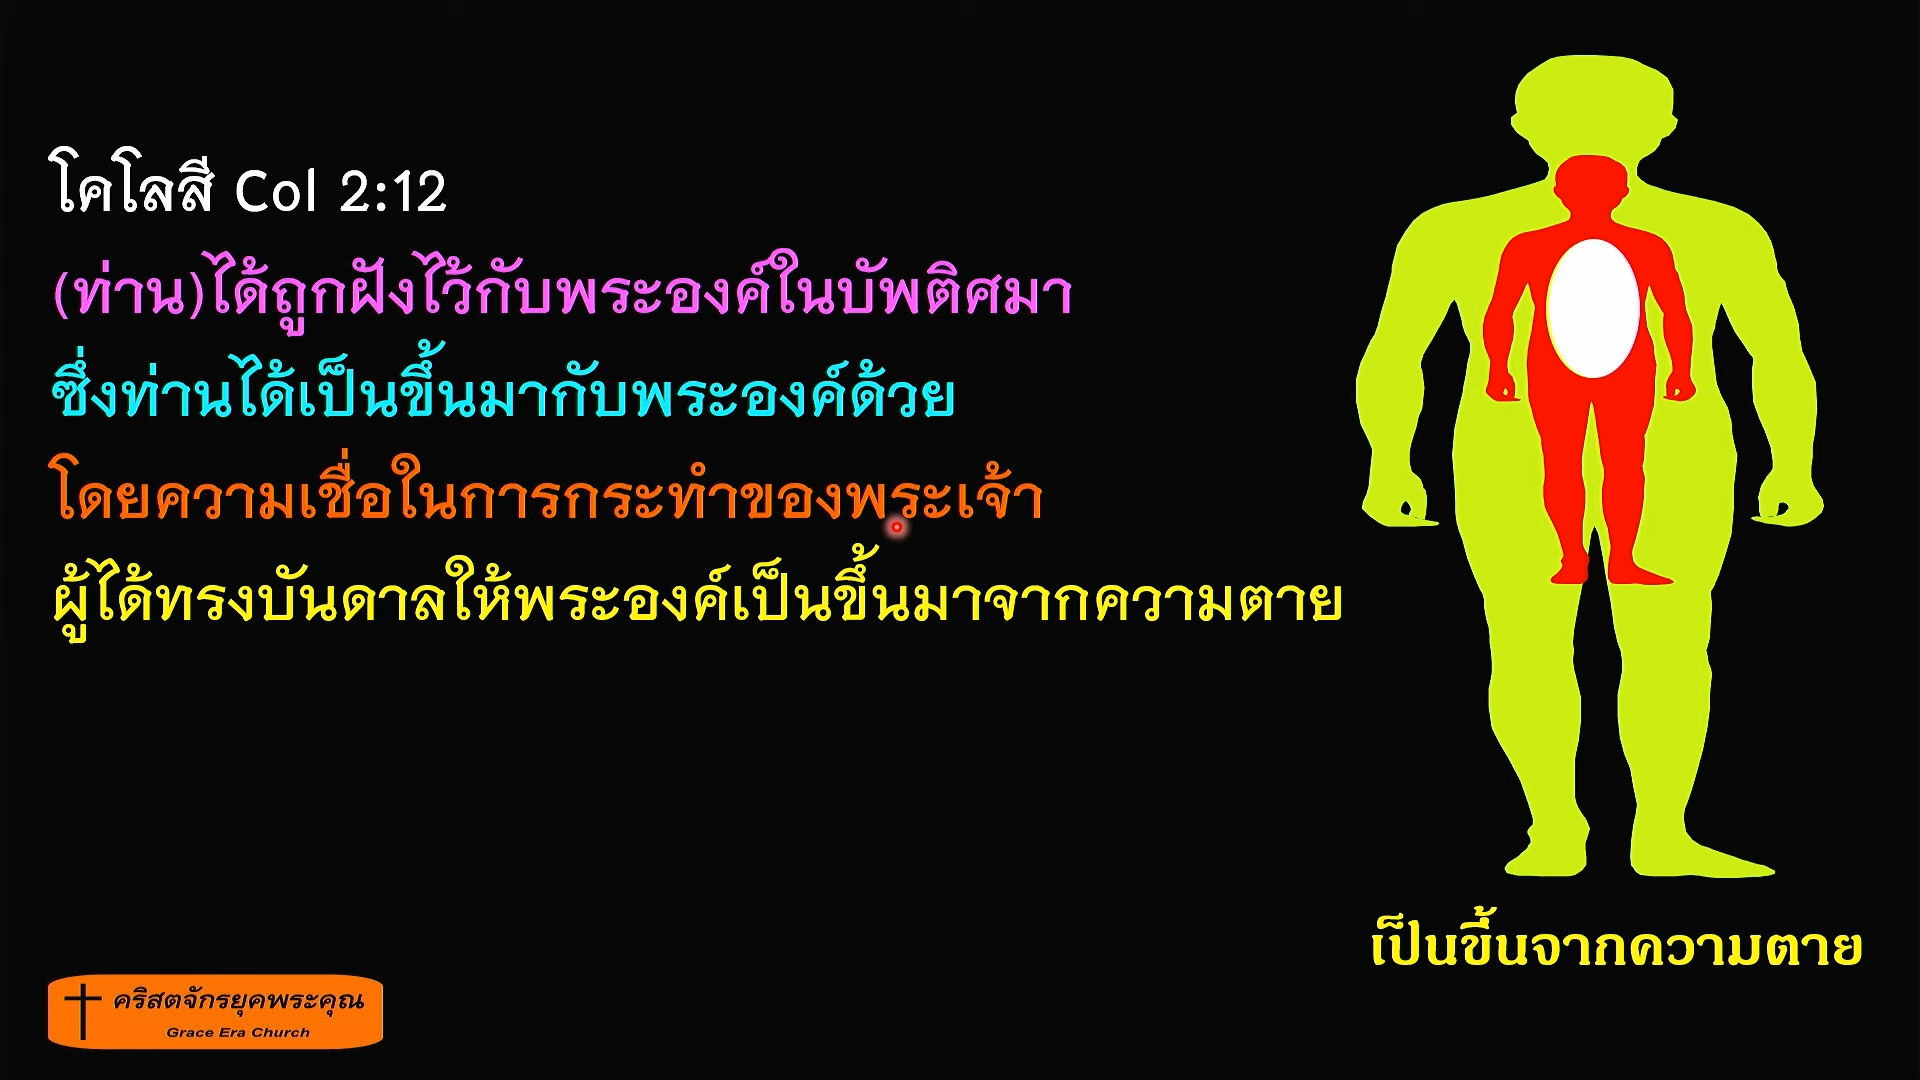 โคโลสี Col 2:12
(ท่าน)ได้ถูกฝังไว้กับพระองค์ในบัพติศมา
ซึ่งท่านได้เป็นขึ้นมากับพระองค์ด้วย
โดยความเชื่อในการกระทำของพระเจ้า
ผู้ได้ทรงบันดาลให้พระองค์เป็นขึ้นมาจากความตาย
เป็นขึ้นจากความตาย
คริสตจักรยุคพระคุณ
Grace Era Church